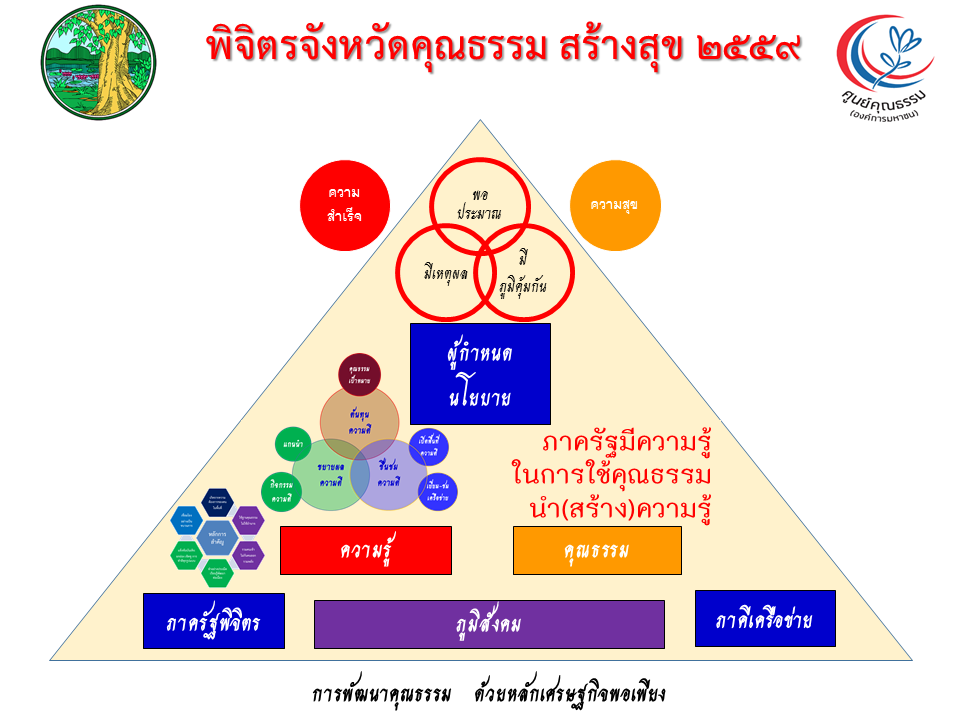 พิจิตรจังหวัดคุณธรรม สร้างสุข ๒๕๕๙
ศูนย์คุณธรรม
(องค์การมหาชน)
ความ
สำเร็จ
พอ
ประมาณ
ความสุข
มีเหตุผล
มี
ภูมิคุ้มกัน
ผู้กำหนด
นโยบาย
คุณธรรม
เป้าหมาย
ต้นทุน
ความดี
แกนนำ
ขยายผล
ความดี
ชื่นชม
ความดี
เปิดพื้นที่
ความดี
กิจกรรม
ความดี
เยี่ยม-ชม
เครือข่าย
ภาครัฐมีความรู้
ในการใช้คุณธรรม
นำ(สร้าง)ความรู้
หลักการ
สำคัญ
ความรู้
คุณธรรม
ภาครัฐพิจิตร
ภูมิสังคม
ภาคีเครือข่าย
การพัฒนาคุณธรรม ด้วยหลักเศรษฐกิจพอเพียง